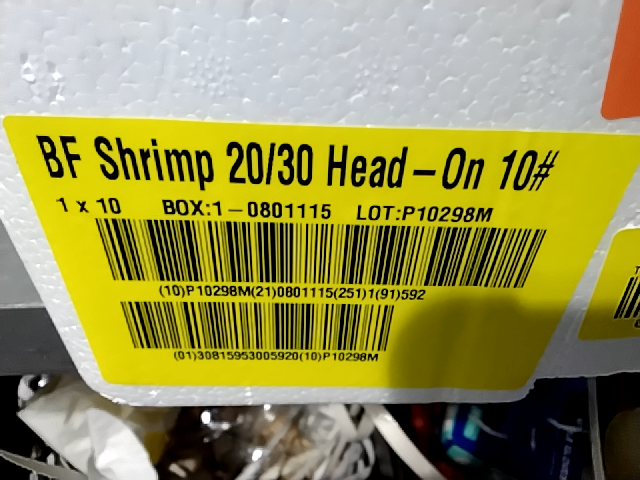 BF Shrimp 20/30 Head-On 10#
1 x 10 BOX:1-0801115 LOT:P10298M
(10)P10298M(21)0801115(251)1(91)592
(01)30815953005920(10)P10298M